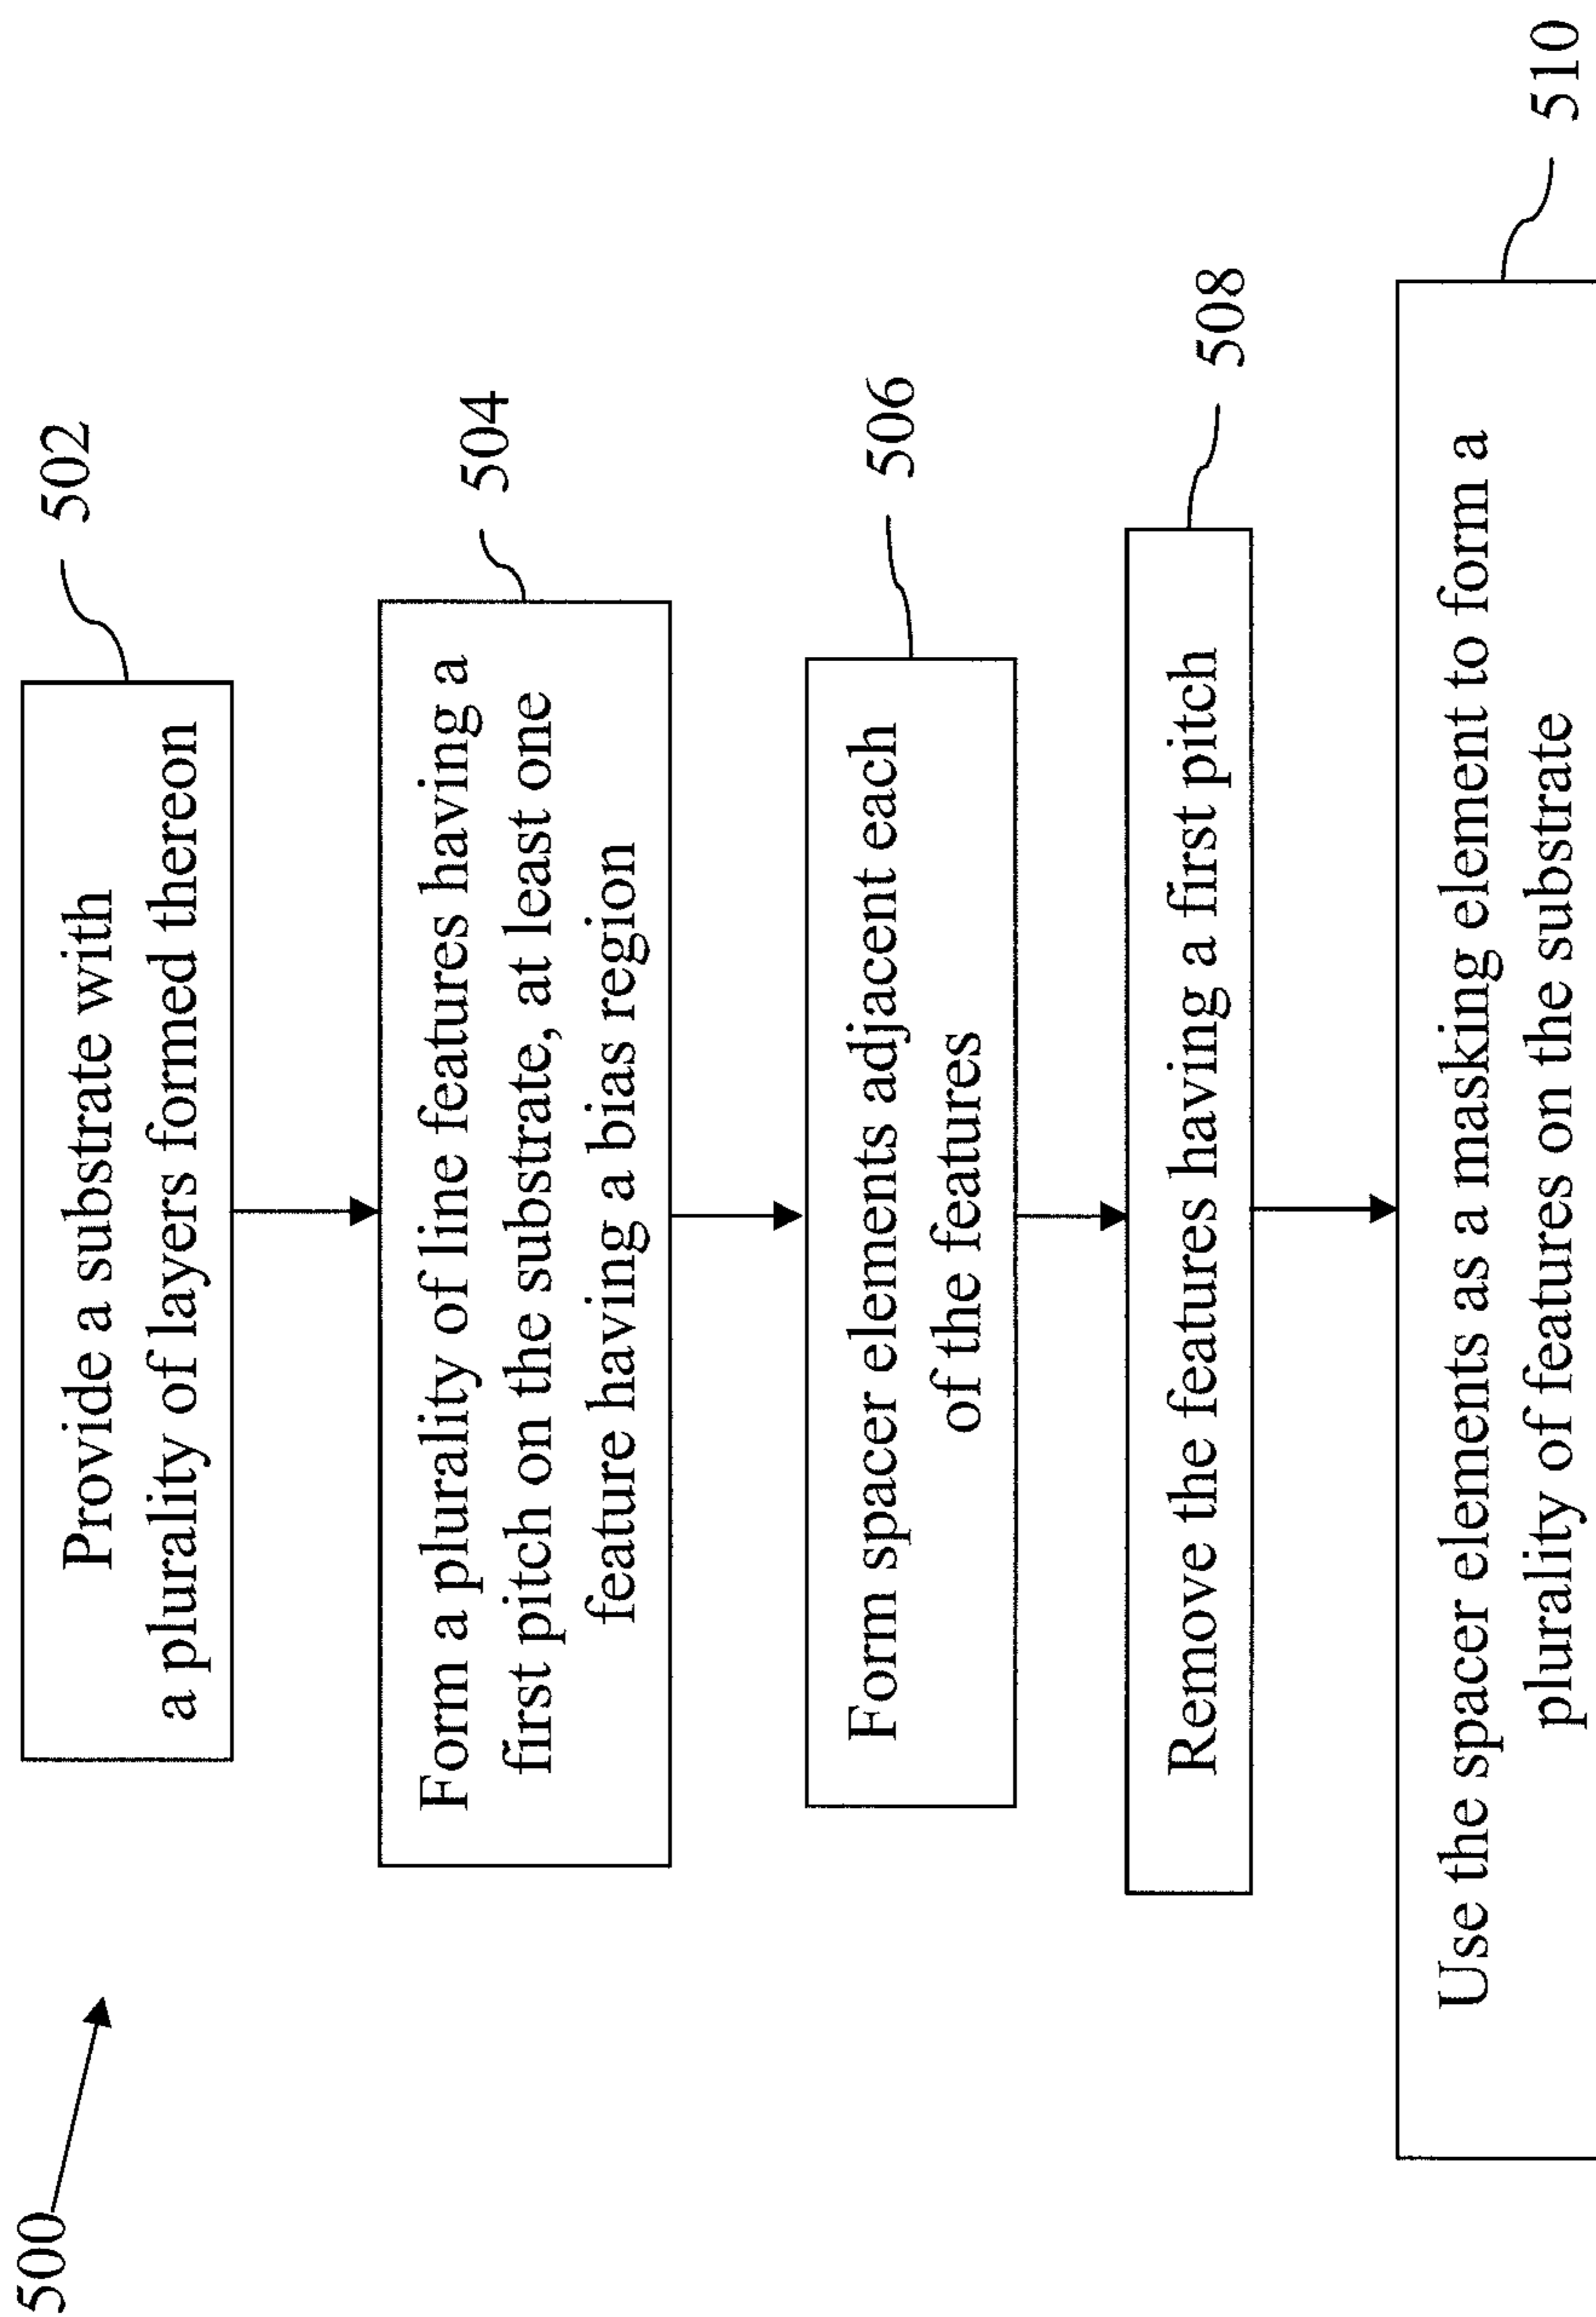 500
502
Provide a substrate with
a plurality of layers formed thereon
504
Form a plurality of line features having a
first pitch on the substrate, at least one
feature having a bias region
506
Form spacer elements adjacent each
of the features
508
Remove the features having a first pitch
510
Use the spacer elements as a masking element to form a
plurality of features on the substrate